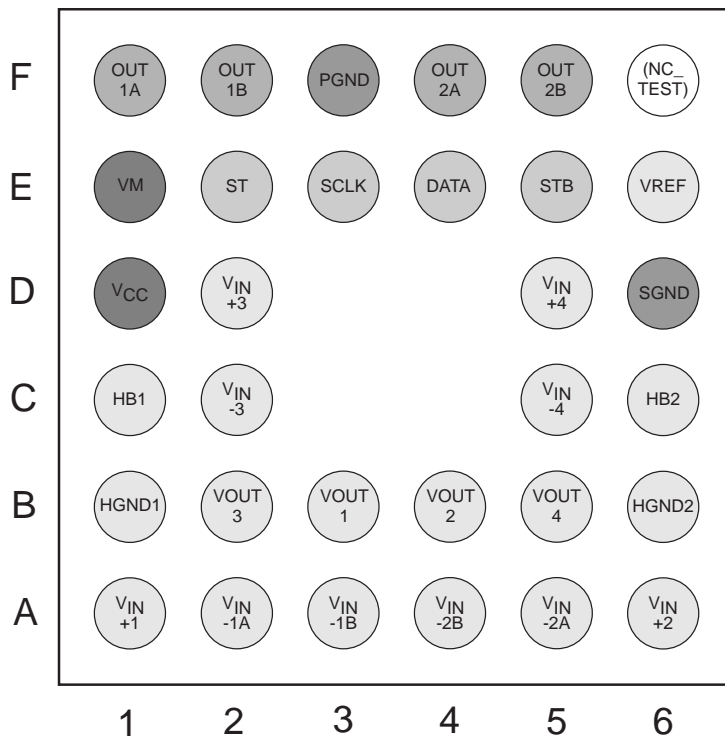 F OUT 1A OUT 1B PGND OUT 2A OUT 2B (NC_ TEST)
E VM ST SCLK DATA STB VREF
D VCC VIN +3 VIN +4 SGND
C HB1 VIN -3 VIN -4 HB2
B HGND1 VOUT 3 VOUT 1 VOUT 2 VOUT 4 HGND2
A VIN +1 VIN -1A VIN -1B VIN -2B VIN -2A VIN +2
1 2 3 4 5 6